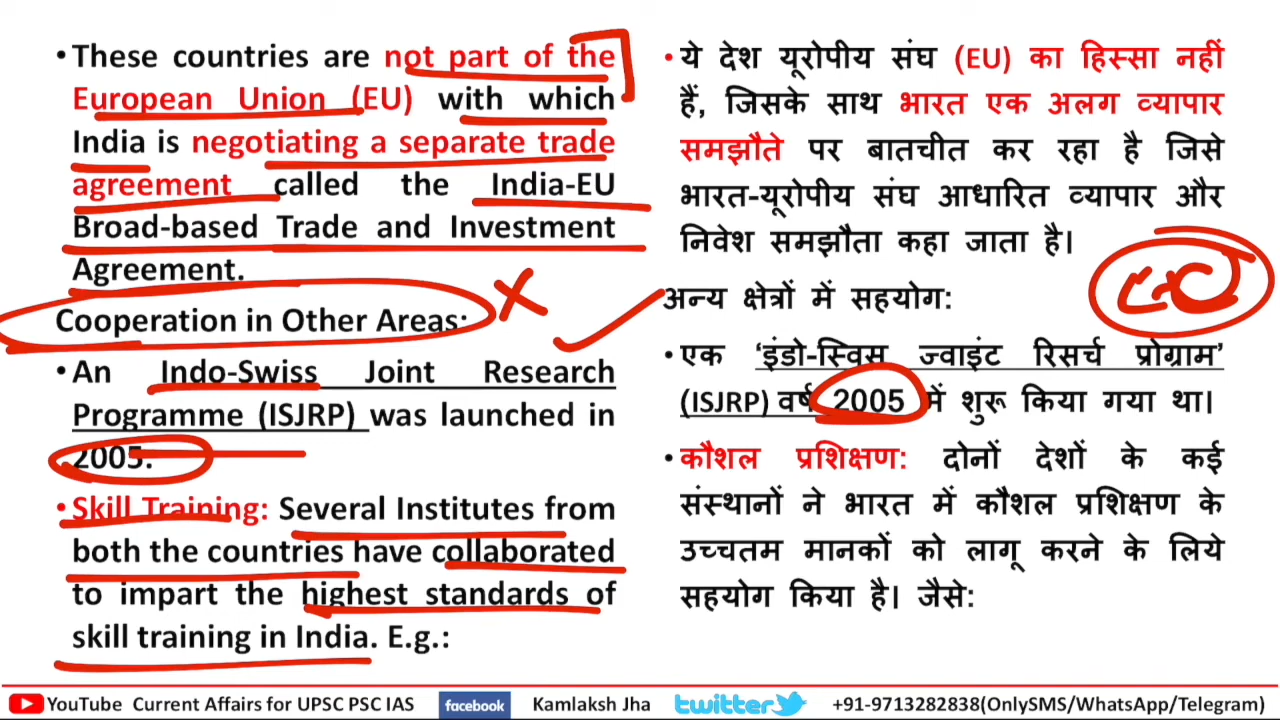 •These countries are not part of the
European Union (EU) with which
India is negotiating a separate trade
agreement called the India-EU
Broad-based Trade and Investment
Agreement.
Cooperation in Other Areas:
•An Indo-Swiss Joint Research
Programme (ISJRP) was launched in
2005.
•Skill Training: Several Institutes from
both the countries have collaborated
to impart the highest standards of
skill training in India. E.g.:
•ये देश यूरोपीय संघ (EU) का हिस्सा नहीं
हैं, जिसके साथ भारत एक अलग व्यापार
समझौते पर बातचीत कर रहा है जिसे
भारत-यूरोपीय संघ आधारित व्यापार और
निवेश समझौता कहा जाता है।
अन्य क्षेत्रों में सहयोग:
•एक ‘इंडो-स्विस ज्वाइंट रिसर्च प्रोग्राम’
(ISJRP) वर्ष 2005 में शुरू किया गया था।
•कौशल प्रशिक्षण: दोनों देशों के कई
संस्थानों ने भारत में कौशल प्रशिक्षण के
उच्चतम मानकों को लागू करने के लिये
सहयोग किया है। जैसे:
YouTube Current Affairs for UPSC PSC IAS facebook Kamlaksh Jha twitter +91-9713282838(OnlySMS/WhatsApp/Telegram)